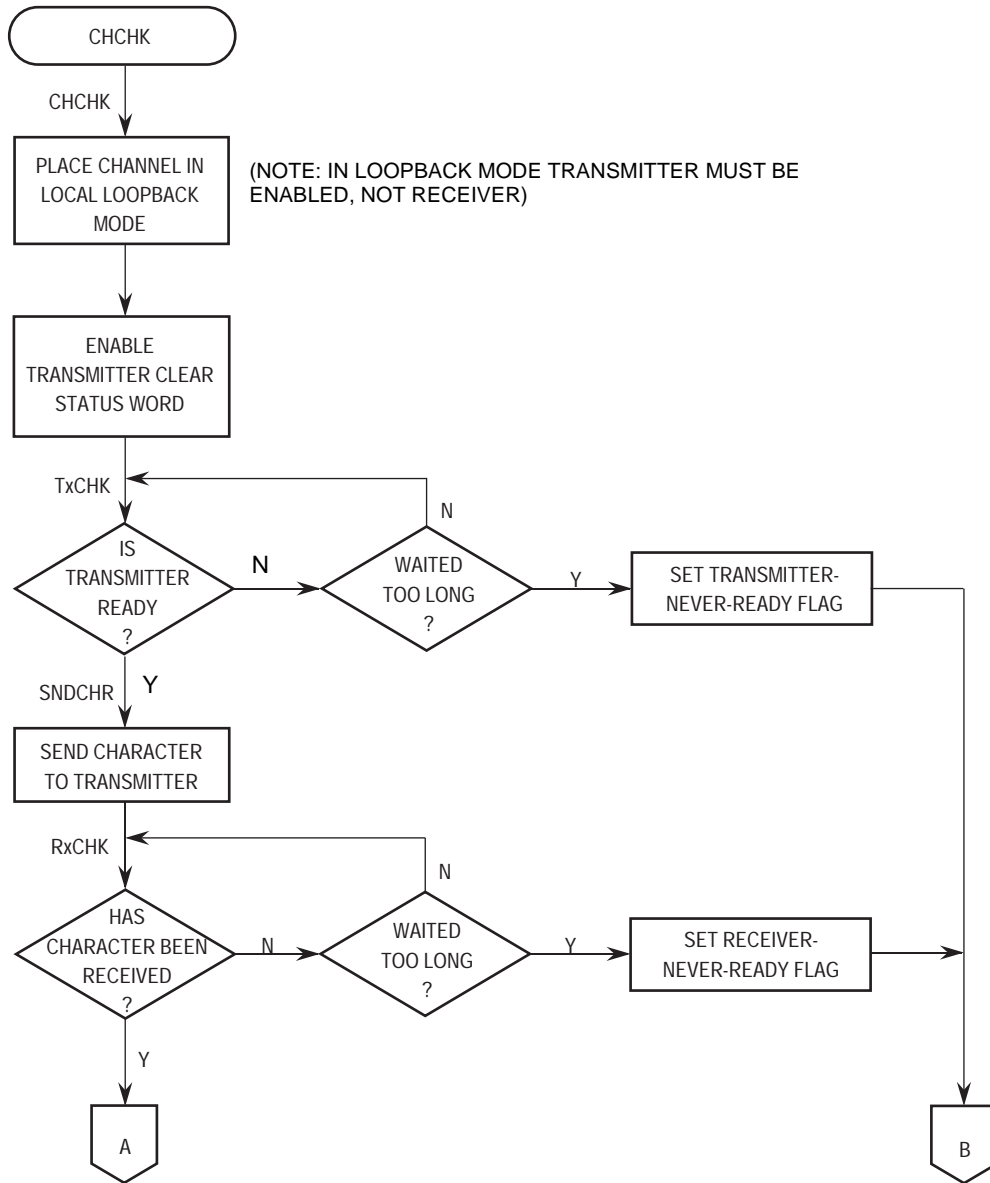 CHCHK
CHCHK
PLACE CHANNEL IN
LOCAL LOOPBACK
MODE
(NOTE: IN LOOPBACK MODE TRANSMITTER MUST BE
ENABLED, NOT RECEIVER)
ENABLE
TRANSMITTER CLEAR
STATUS WORD
TxCHK
N
IS
TRANSMITTER
READY
?
N
WAITED
TOO LONG
?
Y
SET TRANSMITTER-
NEVER-READY FLAG
SNDCHR
Y
SEND CHARACTER
TO TRANSMITTER
RxCHK
N
HAS
CHARACTER BEEN
RECEIVED
?
N
WAITED
TOO LONG
?
Y
SET RECEIVER-
NEVER-READY FLAG
Y
A
B